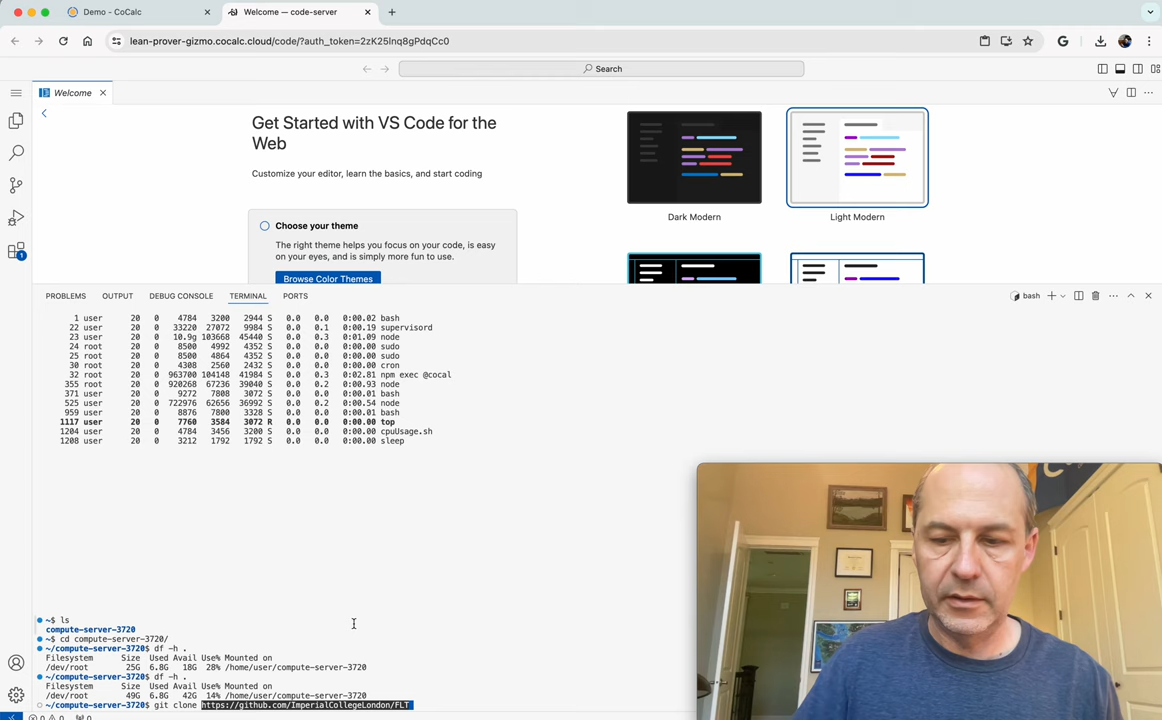 Demo - CoCalc
Welcome — code-server
lean-prover-gizmo.cocalc.cloud/code/?auth_token=2zK25lnq8gPdqCc0
Search
Welcome
Get Started with VS Code for the
Web
Customize your editor, learn the basics, and start coding
Choose your theme
The right theme helps you focus on your code, is easy
on your eyes, and is simply more fun to use.
Browse Color Themes
Dark Modern
Light Modern
1
PROBLEMS OUTPUT DEBUG CONSOLE TERMINAL PORTS
bash
1 user 20 0 4784 3200 2944 S 0.0 0.0 0:00.02 bash
22 user 20 0 33220 27072 9984 S 0.0 0.1 0:00.19 supervisord
23 user 20 0 10.9g 103668 45440 S 0.0 0.3 0:01.09 node
24 root 20 0 8500 4992 4352 S 0.0 0.0 0:00.00 sudo
25 root 20 0 8500 4864 4352 S 0.0 0.0 0:00.00 sudo
30 root 20 0 4308 2560 2432 S 0.0 0.0 0:00.00 cron
32 root 20 0 963700 104148 41984 S 0.0 0.3 0:02.81 npm exec @cocal
355 root 20 0 920268 67236 39040 S 0.0 0.2 0:00.93 node
371 user 20 0 9272 7808 3072 S 0.0 0.0 0:00.01 bash
525 user 20 0 722976 62656 36992 S 0.0 0.2 0:00.54 node
959 user 20 0 8876 7800 3328 S 0.0 0.0 0:00.01 bash
1117 user 20 0 7760 3584 3072 R 0.0 0.0 0:00.00 top
1204 user 20 0 4784 3456 3200 S 0.0 0.0 0:00.00 cpuUsage.sh
1208 user 20 0 3212 1792 1792 S 0.0 0.0 0:00.00 sleep
~$ ls
compute-server-3720
~$ cd compute-server-3720/
~/compute-server-3720$ df -h .
Filesystem Size Used Avail Use% Mounted on
/dev/root 25G 6.8G 18G 28% /home/user/compute-server-3720
~/compute-server-3720$ df -h .
Filesystem Size Used Avail Use% Mounted on
/dev/root 49G 6.8G 42G 14% /home/user/compute-server-3720
~/compute-server-3720$ git clone https://github.com/ImperialCollegeLondon/FLT
0 0 0